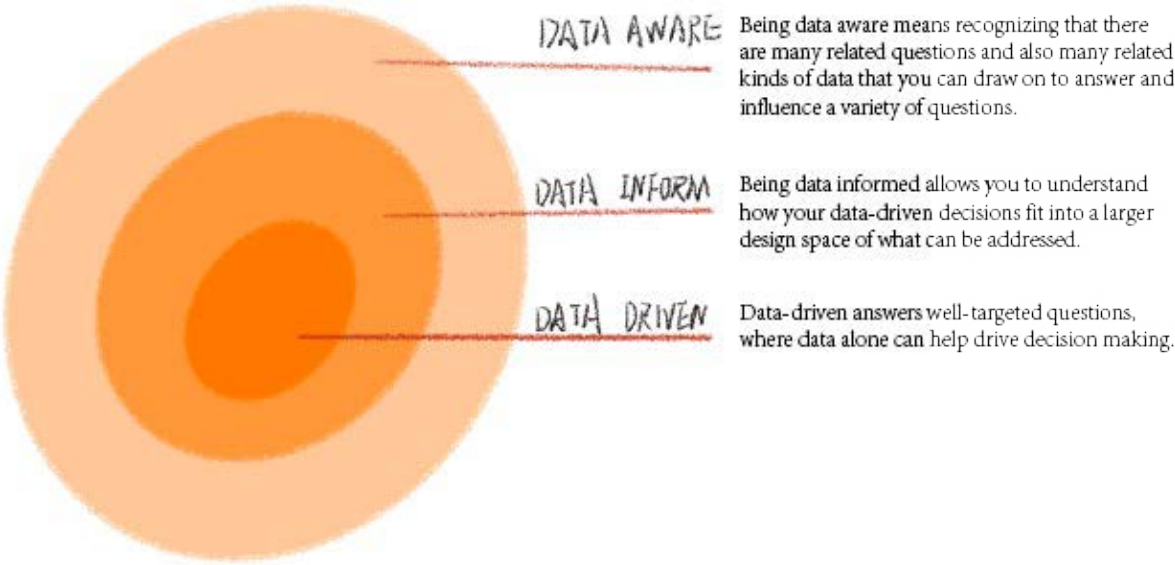 DATA AWARE
Being data aware means recognizing that there
are many related questions and also many related
kinds of data that you can draw on to answer and
influence a variety of questions.
DATA INFORM
Being data informed allows you to understand
how your data-driven decisions fit into a larger
design space of what can be addressed.
DATA DRIVEN
Data-driven answers well-targeted questions,
where data alone can help drive decision making.